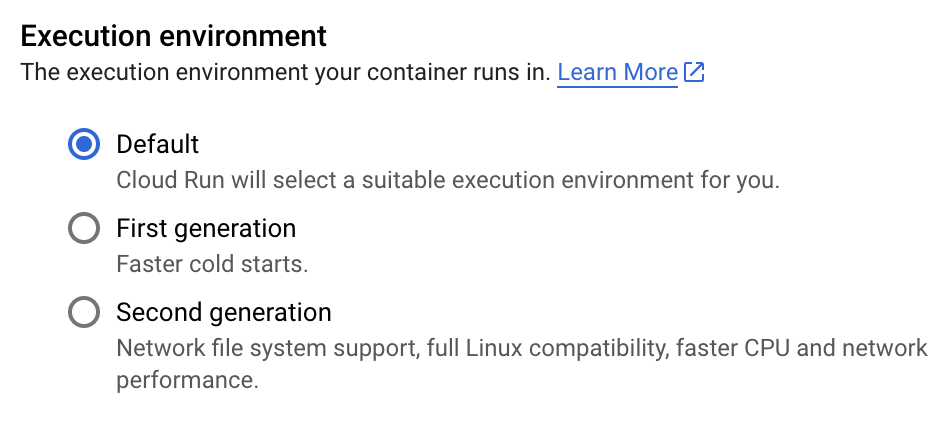 Execution environment
The execution environment your container runs in. Learn More
Default
Cloud Run will select a suitable execution environment for you.
First generation
Faster cold starts.
Second generation
Network file system support, full Linux compatibility, faster CPU and network
performance.